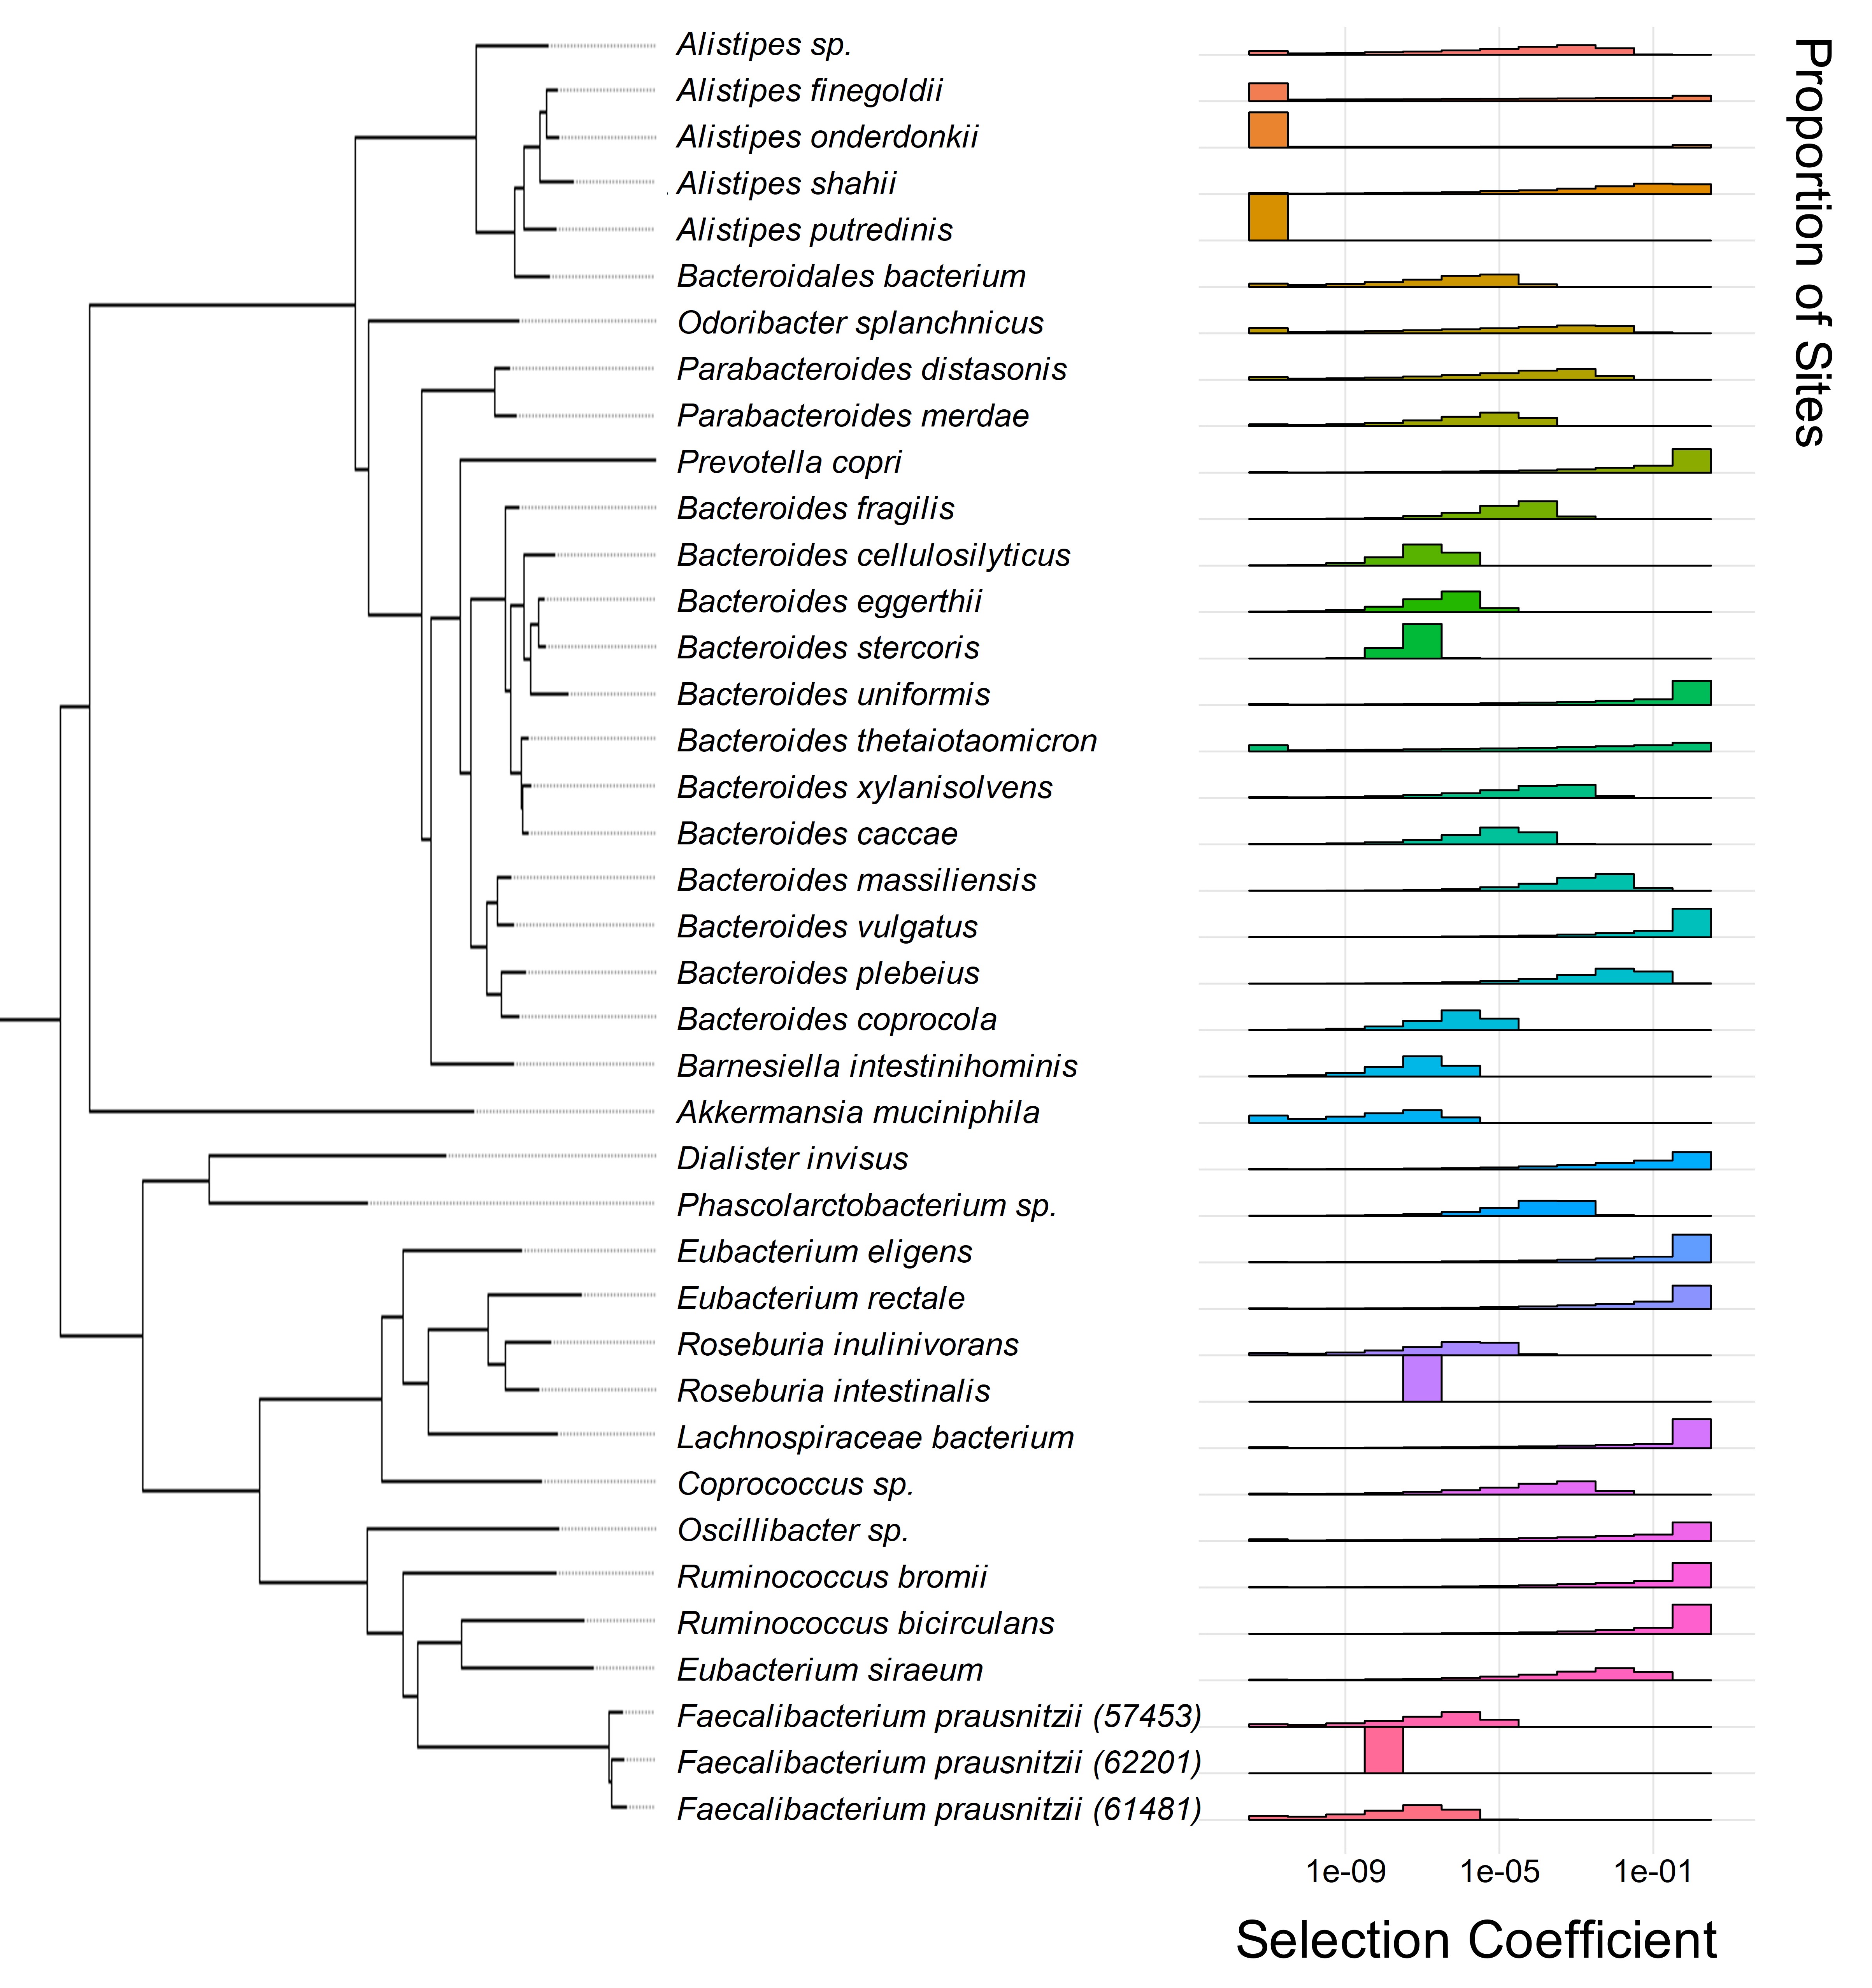 Alistipes sp.
Alistipes finegoldii
Alistipes onderdonkii
Alistipes shahii
Alistipes putredinis
Bacteroidales bacterium
Odoribacter splanchnicus
Parabacteroides distasonis
Parabacteroides merdae
Prevotella copri
Bacteroides fragilis
Bacteroides cellulosilyticus
Bacteroides eggerthii
Bacteroides stercoris
Bacteroides uniformis
Bacteroides thetaiotaomicron
Bacteroides xylanisolvens
Bacteroides caccae
Bacteroides massiliensis
Bacteroides vulgatus
Bacteroides plebeius
Bacteroides coprocola
Barnesiella intestinihominis
Akkermansia muciniphila
Dialister invisus
Phascolarctobacterium sp.
Eubacterium eligens
Eubacterium rectale
Roseburia inulinivorans
Roseburia intestinalis
Lachnospiraceae bacterium
Coprococcus sp.
Oscillibacter sp.
Ruminococcus bromii
Ruminococcus bicirculans
Eubacterium siraeum
Faecalibacterium prausnitzii (57453)
Faecalibacterium prausnitzii (62201)
Faecalibacterium prausnitzii (61481)
Proportion of Sites
1e-09 1e-05 1e-01
Selection Coefficient